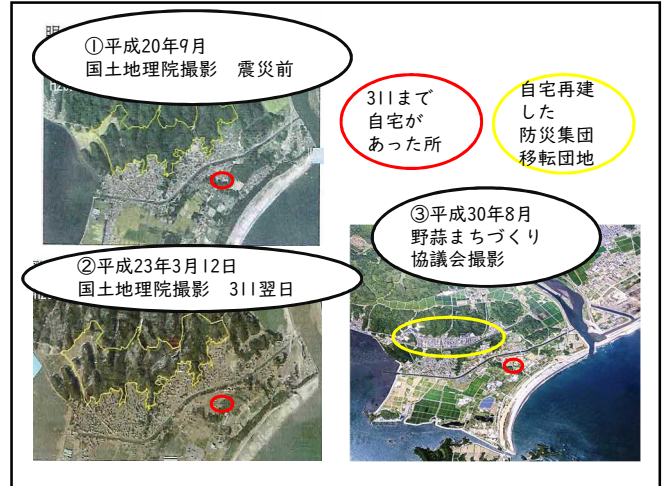 ①平成20年9月
国土地理院撮影　震災前
311まで
自宅が
あった所
自宅再建
した
防災集団
移転団地
②平成23年3月12日
国土地理院撮影　311翌日
③平成30年8月
野蒜まちづくり
協議会撮影